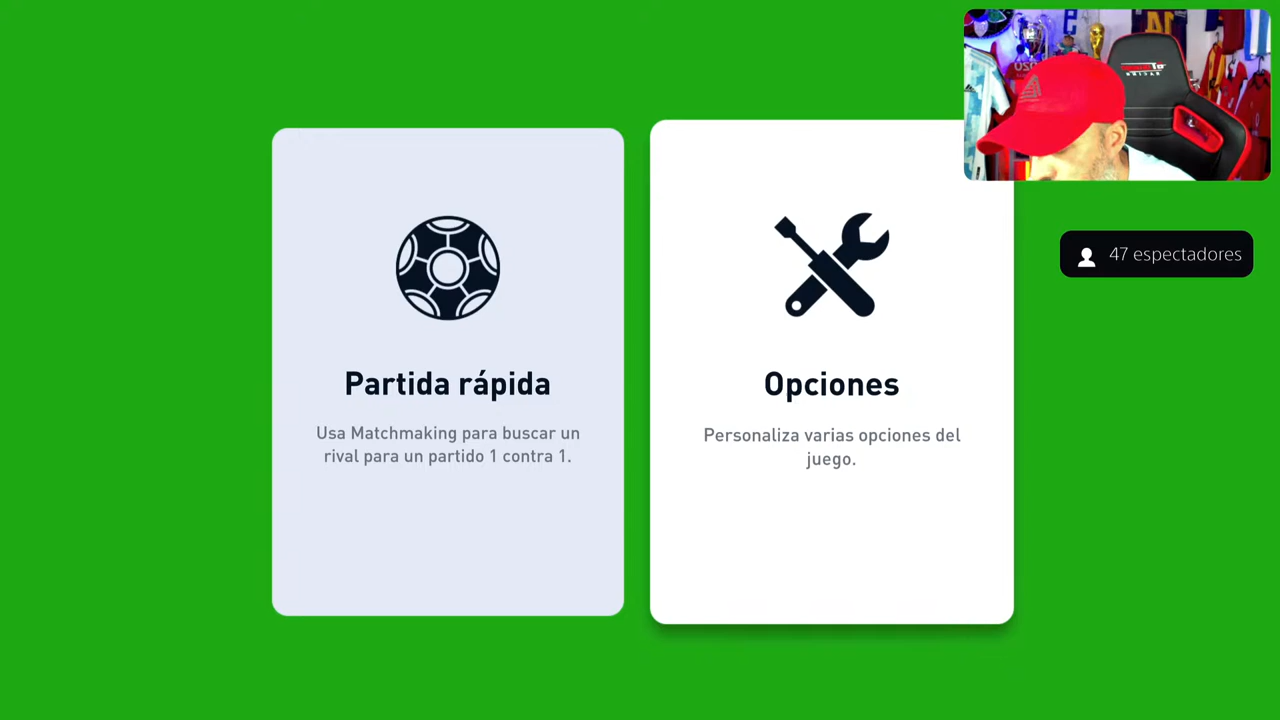 47 espectadores
Partida rápida
Usa Matchmaking para buscar un
rival para un partido 1 contra 1.
Opciones
Personaliza varias opciones del
juego.